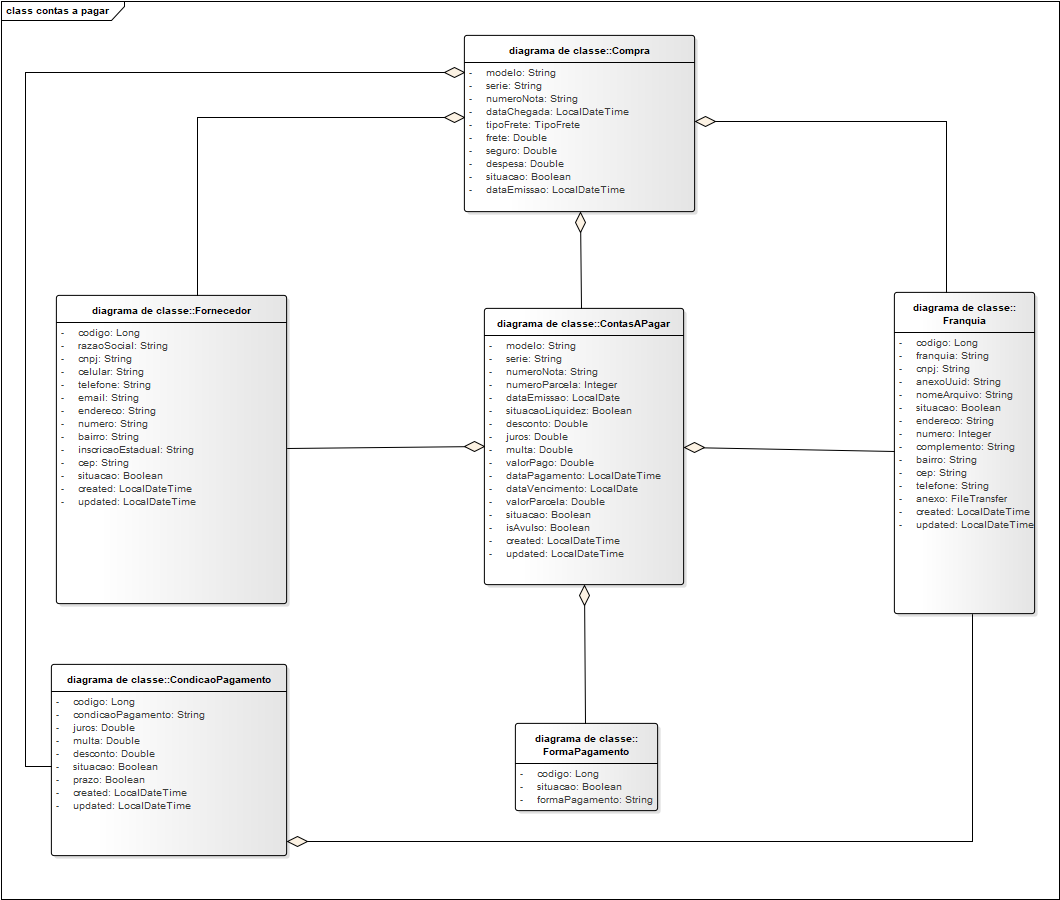 class contas a pagar
diagrama de classe::Compra
- modelo: String
- serie: String
- numeroNota: String
- dataChegada: LocalDateTime
- tipoFrete: TipoFrete
- frete: Double
- seguro: Double
- despesa: Double
- situacao: Boolean
- dataEmissao: LocalDateTime
diagrama de classe::Fornecedor
- codigo: Long
- razaoSocial: String
- cnpj: String
- celular: String
- telefone: String
- email: String
- endereco: String
- numero: String
- bairro: String
- inscricaoEstadual: String
- cep: String
- situacao: Boolean
- created: LocalDateTime
- updated: LocalDateTime
diagrama de classe::ContasAPagar
- modelo: String
- serie: String
- numeroNota: String
- numeroParcela: Integer
- dataEmissao: LocalDate
- situacaoLiquidez: Boolean
- desconto: Double
- juros: Double
- multa: Double
- valorPago: Double
- dataPagamento: LocalDateTime
- dataVencimento: LocalDate
- valorParcela: Double
- situacao: Boolean
- isAvulso: Boolean
- created: LocalDateTime
- updated: LocalDateTime
diagrama de classe::
Franquia
- codigo: Long
- franquia: String
- cnpj: String
- anexoUuid: String
- nomeArquivo: String
- situacao: Boolean
- endereco: String
- numero: Integer
- complemento: String
- bairro: String
- cep: String
- telefone: String
- anexo: FileTransfer
- created: LocalDateTime
- updated: LocalDateTime
diagrama de classe::CondicaoPagamento
- codigo: Long
- condicaoPagamento: String
- juros: Double
- multa: Double
- desconto: Double
- situacao: Boolean
- prazo: Boolean
- created: LocalDateTime
- updated: LocalDateTime
diagrama de classe::
FormaPagamento
- codigo: Long
- situacao: Boolean
- formaPagamento: String